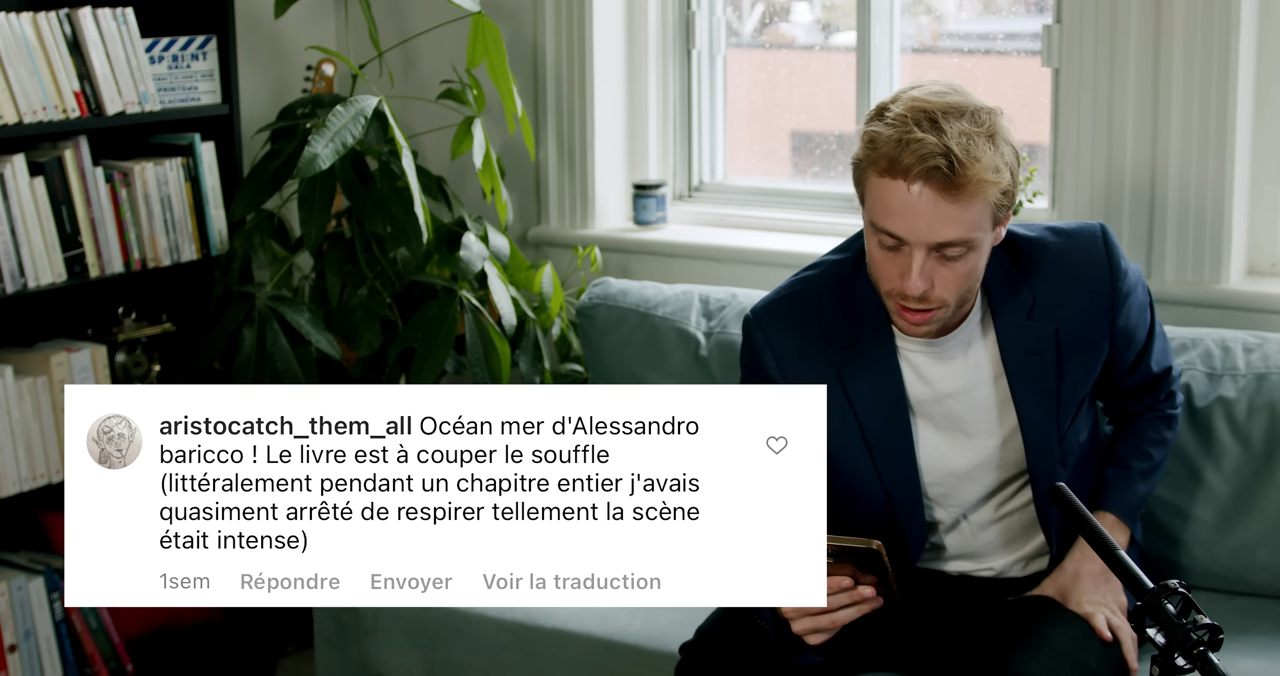 SPRINT
GALA
aristocatch_them_all Océan mer d'Alessandro
baricco ! Le livre est à couper le souffle
(littéralement pendant un chapitre entier j'avais
quasiment arrêté de respirer tellement la scène
était intense)
1sem Répondre Envoyer Voir la traduction